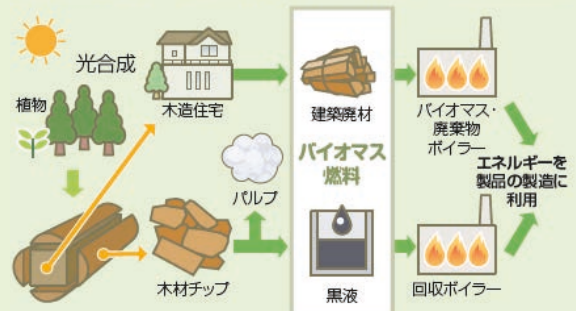 光合成
植物
木造住宅
建築廃材
バイオマス・
廃棄物
ボイラー
バイオマス
燃料
パルプ
エネルギーを
製品の製造に
利用
木材チップ
黒液
回収ボイラー